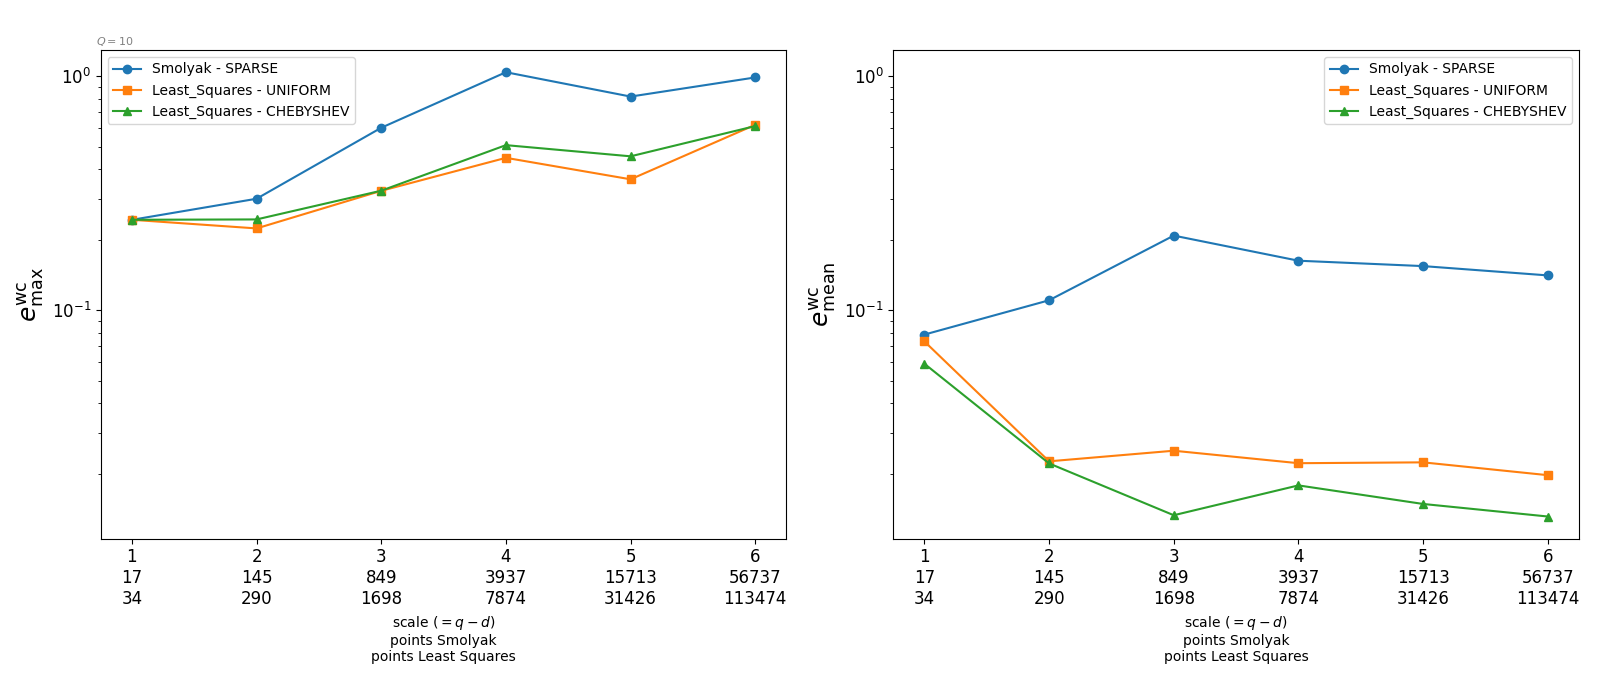 Q = 10
10⁰
10⁻¹
e^wc_max
Smolyak - SPARSE
Least_Squares - UNIFORM
Least_Squares - CHEBYSHEV
1 2 3 4 5 6
17 145 849 3937 15713 56737
34 290 1698 7874 31426 113474
scale (= q − d)
points Smolyak
points Least Squares
10⁰
10⁻¹
e^wc_mean
Smolyak - SPARSE
Least_Squares - UNIFORM
Least_Squares - CHEBYSHEV
1 2 3 4 5 6
17 145 849 3937 15713 56737
34 290 1698 7874 31426 113474
scale (= q − d)
points Smolyak
points Least Squares